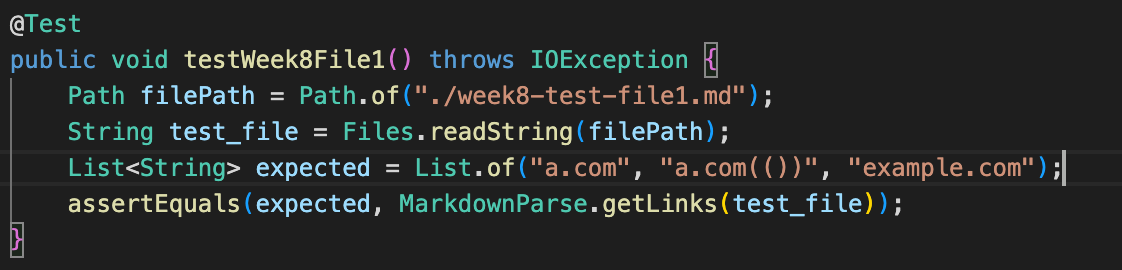 @Test
public void testWeek8File1() throws IOException {
    Path filePath = Path.of("./week8-test-file1.md");
    String test_file = Files.readString(filePath);
    List<String> expected = List.of("a.com", "a.com(())", "example.com");
    assertEquals(expected, MarkdownParse.getLinks(test_file));
}